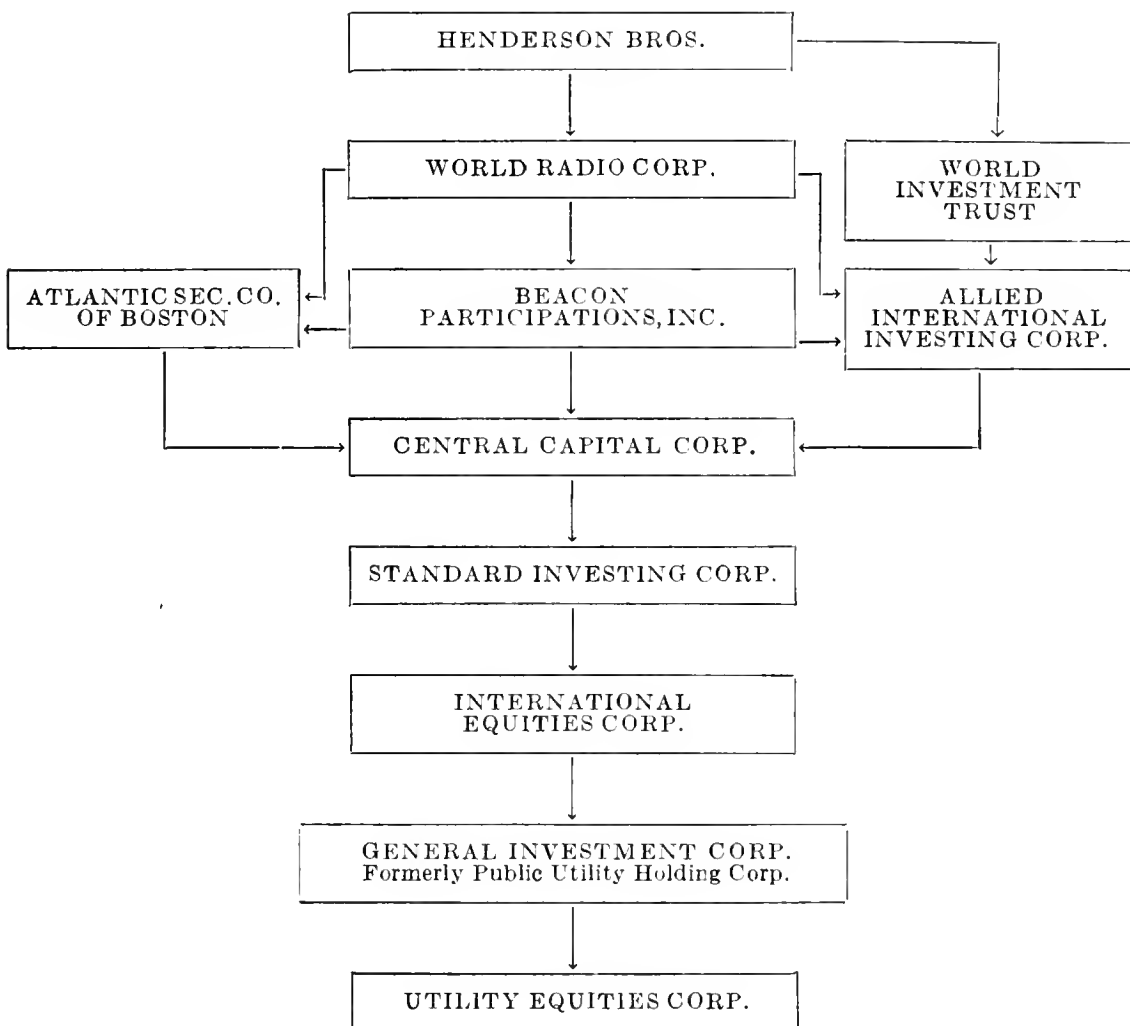 HENDERSON BROS.
WORLD RADIO CORP.
WORLD
INVESTMENT
TRUST
ATLANTIC SEC. CO.
OF BOSTON
BEACON
PARTICIPATIONS, INC.
ALLIED
INTERNATIONAL
INVESTING CORP.
CENTRAL CAPITAL CORP.
STANDARD INVESTING CORP.
INTERNATIONAL
EQUITIES CORP.
GENERAL INVESTMENT CORP.
Formerly Public Utility Holding Corp.
UTILITY EQUITIES CORP.